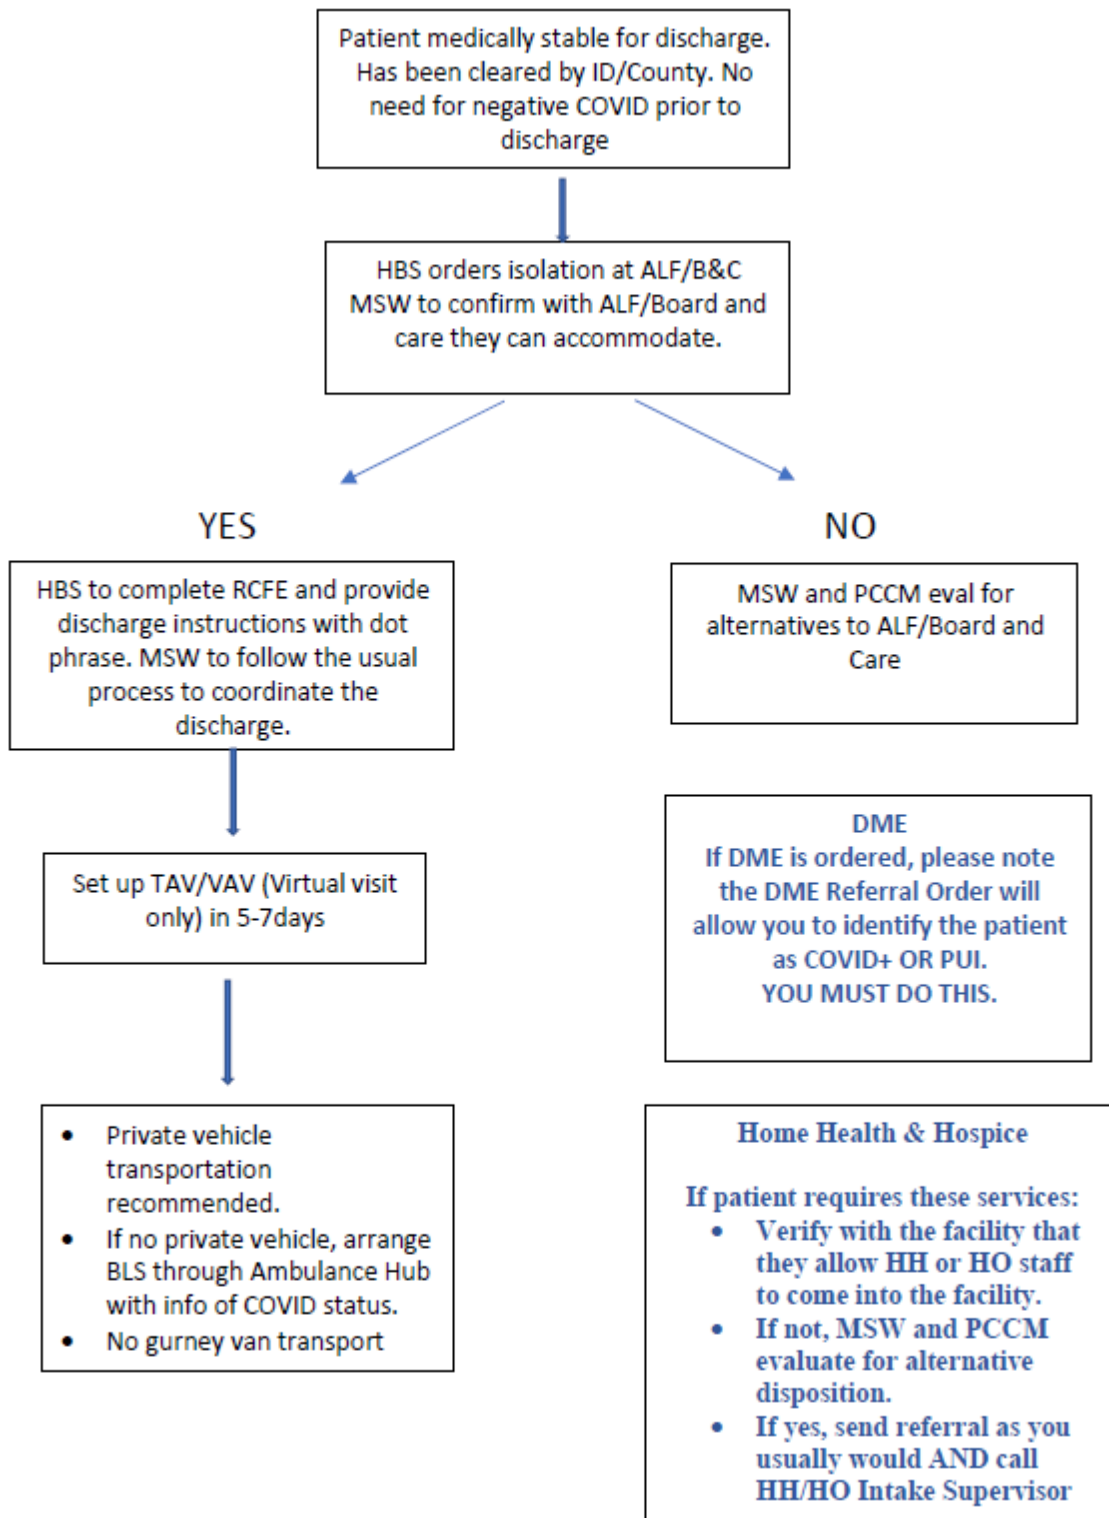 Patient medically stable for discharge.
Has been cleared by ID/County. No
need for negative COVID prior to
discharge
HBS orders isolation at ALF/B&C
MSW to confirm with ALF/Board and
care they can accommodate.
YES
HBS to complete RCFE and provide
discharge instructions with dot
phrase. MSW to follow the usual
process to coordinate the
discharge.
Set up TAV/VAV (Virtual visit
only) in 5-7days
• Private vehicle
transportation
recommended.
• If no private vehicle, arrange
BLS through Ambulance Hub
with info of COVID status.
• No gurney van transport
NO
MSW and PCCM eval for
alternatives to ALF/Board and
Care
DME
If DME is ordered, please note
the DME Referral Order will
allow you to identify the patient
as COVID+ OR PUI.
YOU MUST DO THIS.
Home Health & Hospice
If patient requires these services:
• Verify with the facility that
they allow HH or HO staff
to come into the facility.
• If not, MSW and PCCM
evaluate for alternative
disposition.
• If yes, send referral as you
usually would AND call
HH/HO Intake Supervisor